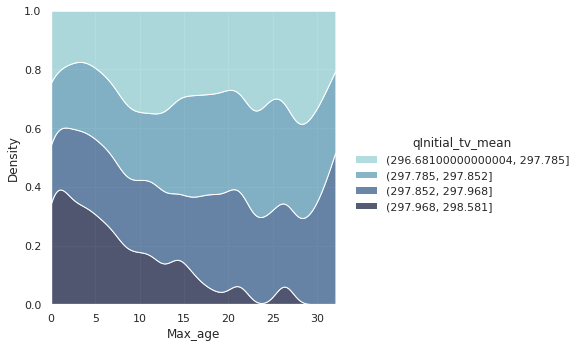 1.0
0.8
0.6
0.4
0.2
0.0
Density
0 5 10 15 20 25 30
Max_age
qInitial_tv_mean
(296.68100000000004, 297.785]
(297.785, 297.852]
(297.852, 297.968]
(297.968, 298.581]